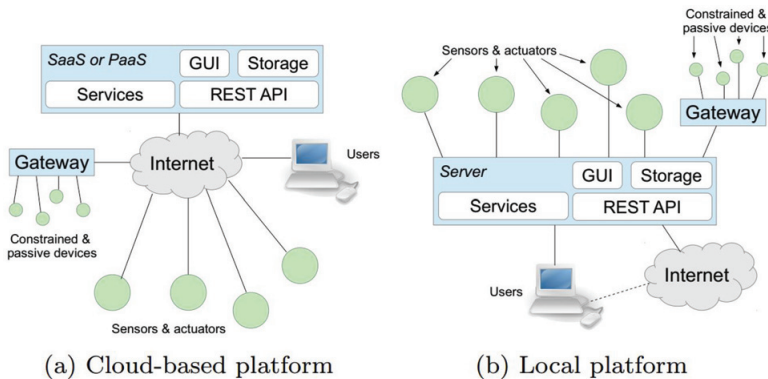 SaaS or PaaS
GUI
Storage
Services
REST API
Gateway
Internet
Users
Constrained &
passive devices
Sensors & actuators
(a) Cloud-based platform
Constrained &
passive devices
Sensors & actuators
Gateway
Server
GUI
Storage
Services
REST API
Users
Internet
(b) Local platform